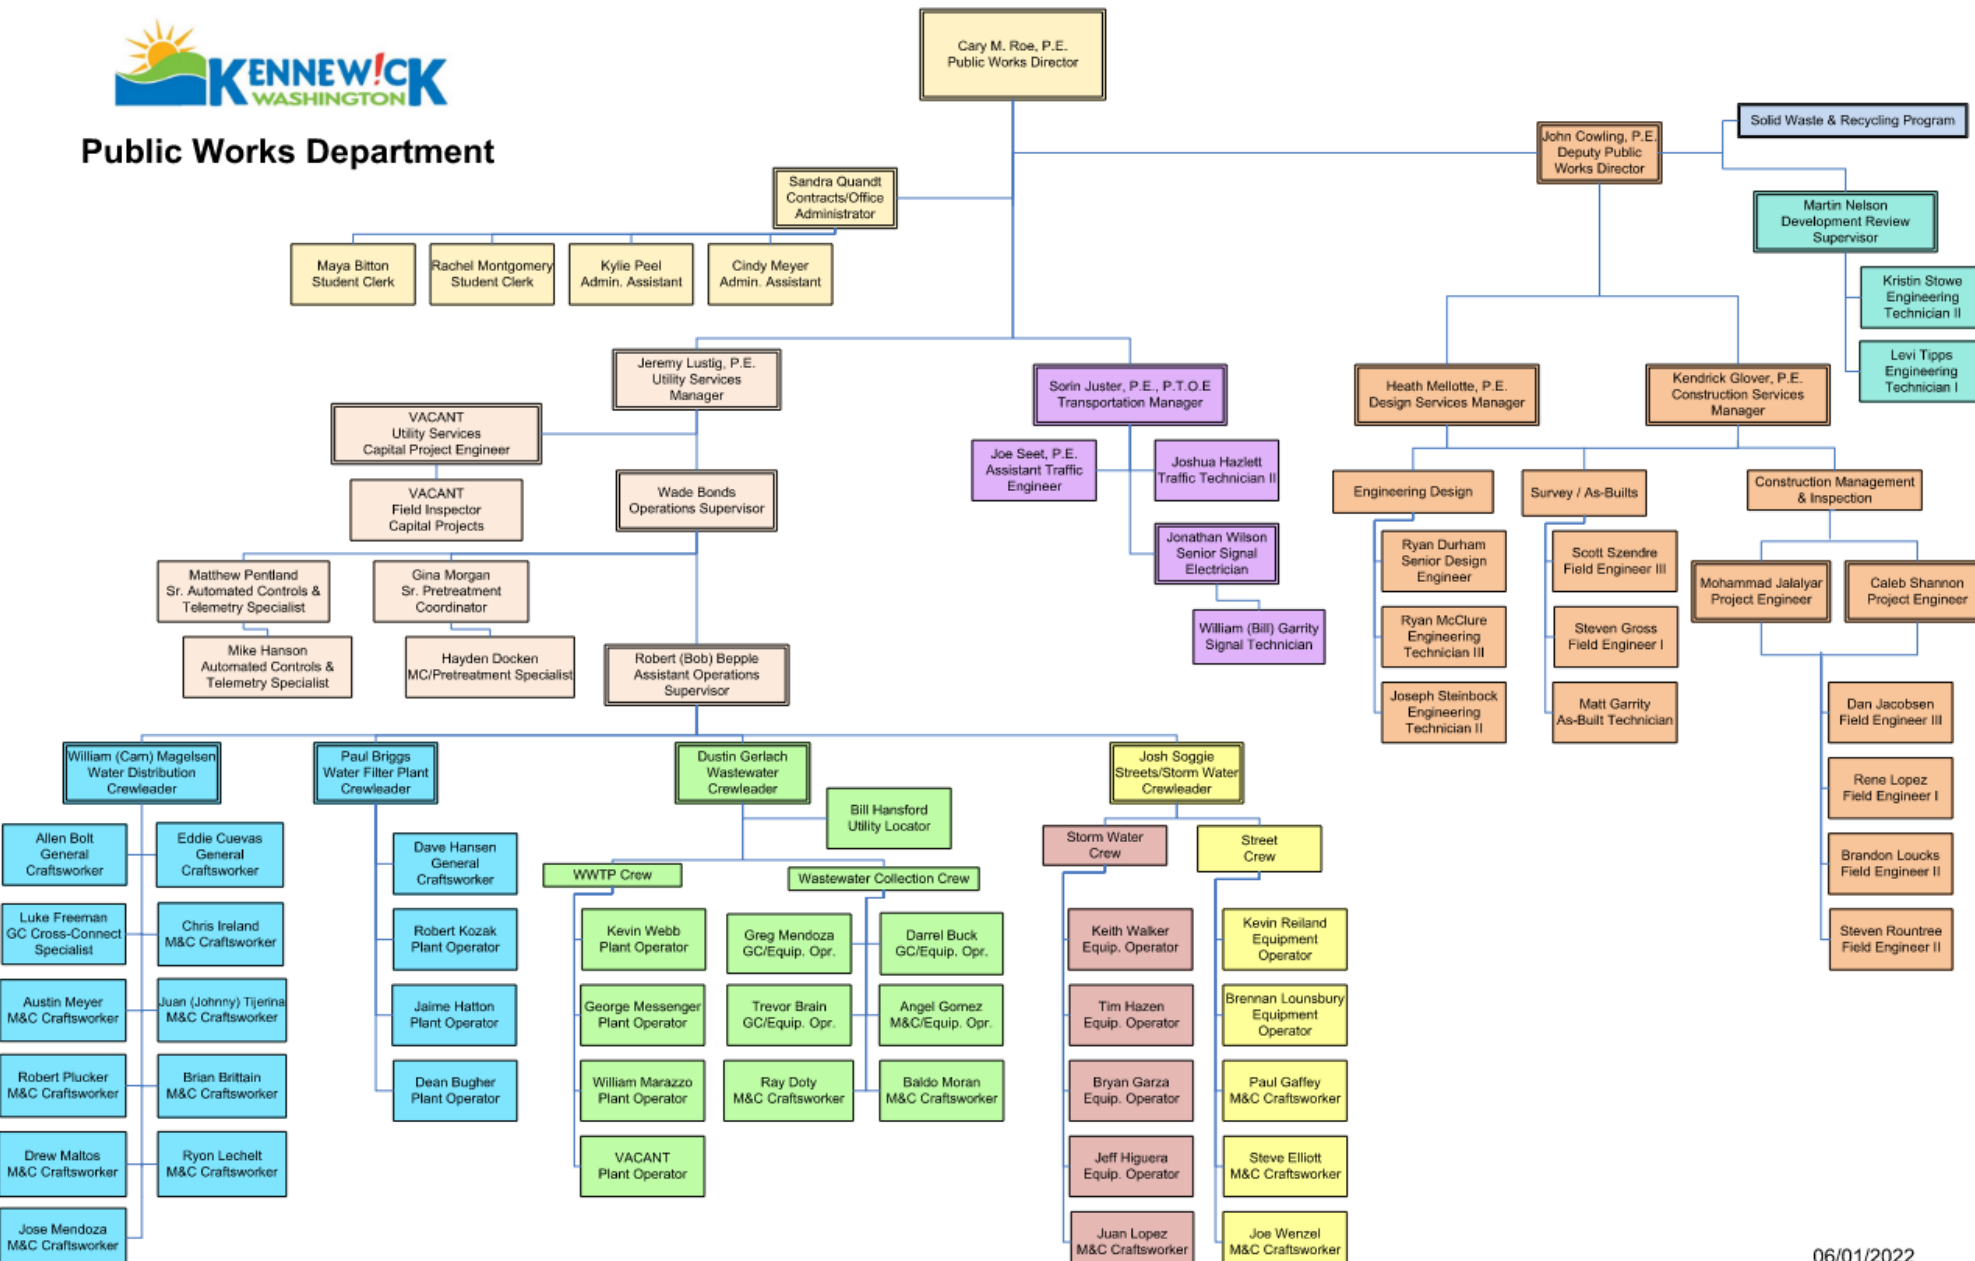 KENNEW!CK
WASHINGTON
Public Works Department
Cary M. Roe, P.E.
Public Works Director
John Cowling, P.E.
Deputy Public
Works Director
Solid Waste & Recycling Program
Sandra Quandt
Contracts/Office
Administrator
Martin Nelson
Development Review
Supervisor
Maya Bitton
Student Clerk
Rachel Montgomery
Student Clerk
Kylie Peel
Admin. Assistant
Cindy Meyer
Admin. Assistant
Kristin Stowe
Engineering
Technician II
Levi Tipps
Engineering
Technician I
Jeremy Lustig, P.E.
Utility Services
Manager
Sorin Juster, P.E., P.T.O.E
Transportation Manager
Heath Mellotte, P.E.
Design Services Manager
Kendrick Glover, P.E.
Construction Services
Manager
VACANT
Utility Services
Capital Project Engineer
VACANT
Field Inspector
Capital Projects
Wade Bonds
Operations Supervisor
Joe Seet, P.E.
Assistant Traffic
Engineer
Joshua Hazlett
Traffic Technician II
Jonathan Wilson
Senior Signal
Electrician
William (Bill) Garrity
Signal Technician
Engineering Design
Survey / As-Builts
Construction Management
& Inspection
Ryan Durham
Senior Design
Engineer
Ryan McClure
Engineering
Technician III
Joseph Steinbock
Engineering
Technician II
Scott Szendre
Field Engineer III
Steven Gross
Field Engineer I
Matt Garrity
As-Built Technician
Mohammad Jalalyar
Project Engineer
Caleb Shannon
Project Engineer
Dan Jacobsen
Field Engineer III
Rene Lopez
Field Engineer I
Brandon Loucks
Field Engineer II
Steven Rountree
Field Engineer II
Matthew Pentland
Sr. Automated Controls &
Telemetry Specialist
Gina Morgan
Sr. Pretreatment
Coordinator
Mike Hanson
Automated Controls &
Telemetry Specialist
Hayden Docken
MC/Pretreatment Specialist
Robert (Bob) Bepple
Assistant Operations
Supervisor
William (Cam) Magelsen
Water Distribution
Crewleader
Paul Briggs
Water Filter Plant
Crewleader
Dustin Gerlach
Wastewater
Crewleader
Josh Soggie
Streets/Storm Water
Crewleader
Allen Bolt
General
Craftsworker
Eddie Cuevas
General
Craftsworker
Luke Freeman
GC Cross-Connect
Specialist
Chris Ireland
M&C Craftsworker
Austin Meyer
M&C Craftsworker
Juan (Johnny) Tijerina
M&C Craftsworker
Robert Plucker
M&C Craftsworker
Brian Brittain
M&C Craftsworker
Drew Maltos
M&C Craftsworker
Ryon Lechelt
M&C Craftsworker
Jose Mendoza
M&C Craftsworker
Dave Hansen
General
Craftsworker
Robert Kozak
Plant Operator
Jaime Hatton
Plant Operator
Dean Bugher
Plant Operator
Bill Hansford
Utility Locator
WWTP Crew
Wastewater Collection Crew
Kevin Webb
Plant Operator
George Messenger
Plant Operator
William Marazzo
Plant Operator
VACANT
Plant Operator
Greg Mendoza
GC/Equip. Opr.
Darrel Buck
GC/Equip. Opr.
Trevor Brain
GC/Equip. Opr.
Angel Gomez
M&C/Equip. Opr.
Ray Doty
M&C Craftsworker
Baldo Moran
M&C Craftsworker
Storm Water
Crew
Street
Crew
Keith Walker
Equip. Operator
Tim Hazen
Equip. Operator
Bryan Garza
Equip. Operator
Jeff Higuera
Equip. Operator
Juan Lopez
M&C Craftsworker
Kevin Reiland
Equipment
Operator
Brennan Lounsbury
Equipment
Operator
Paul Gaffey
M&C Craftsworker
Steve Elliott
M&C Craftsworker
Joe Wenzel
M&C Craftsworker
06/01/2022